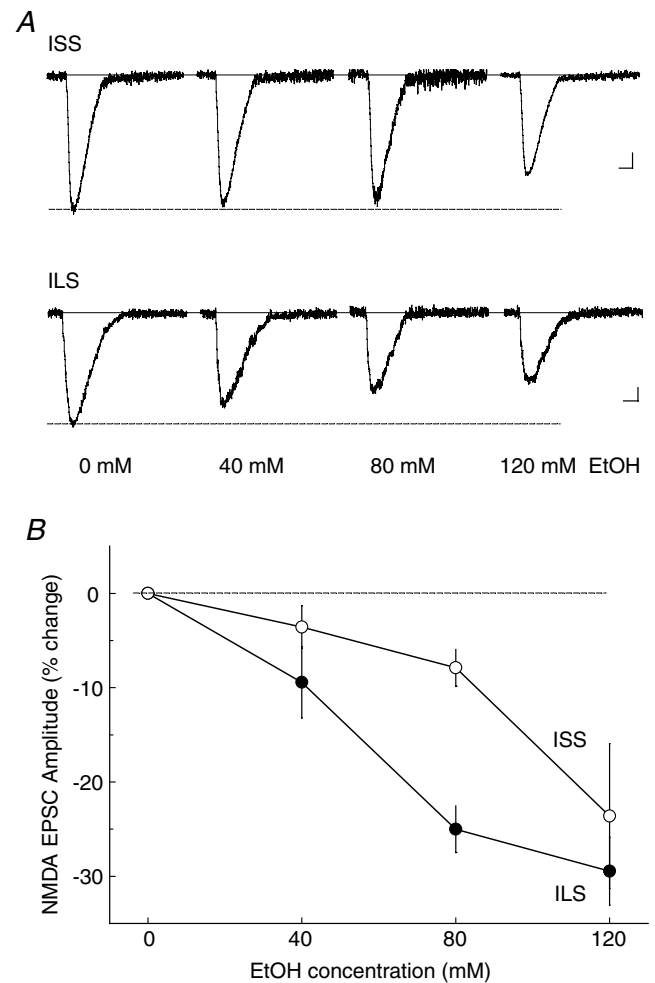 A
ISS
ILS
0 mM 40 mM 80 mM 120 mM EtOH
B
NMDA EPSC Amplitude (% change)
0
-10
-20
-30
ISS
ILS
0 40 80 120
EtOH concentration (mM)